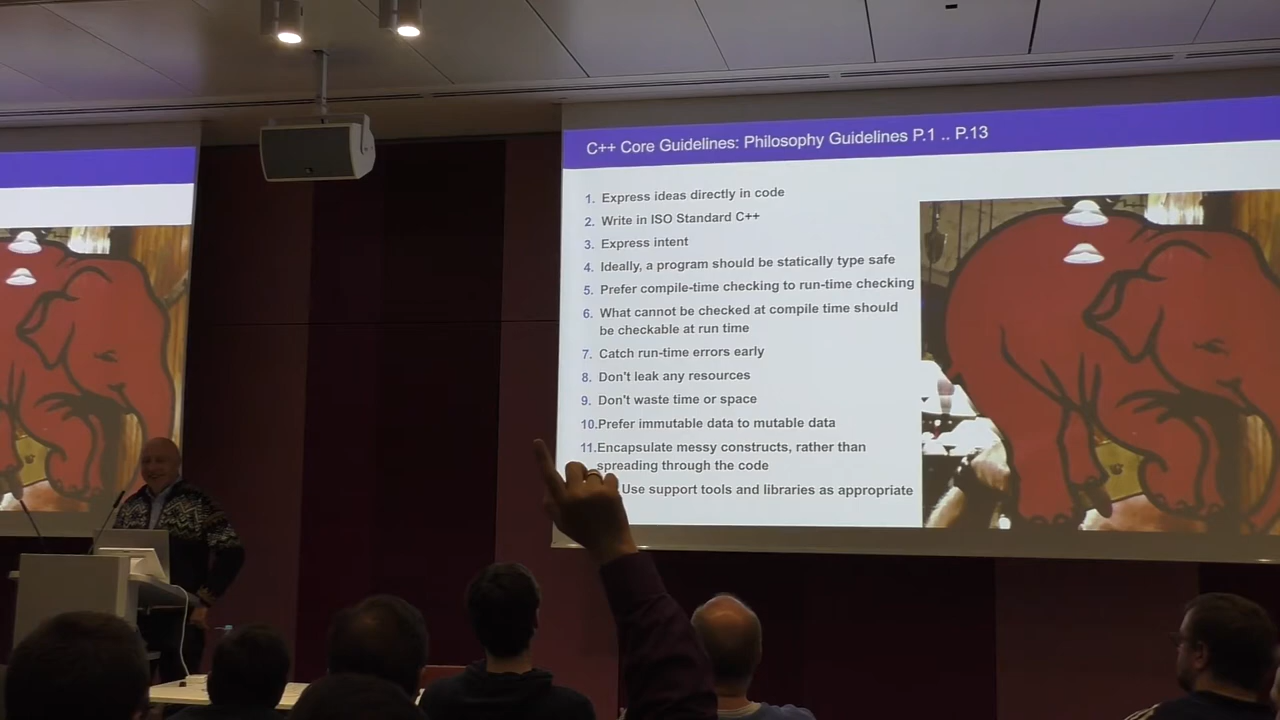 C++ Core Guidelines: Philosophy Guidelines P.1 .. P.13
1. Express ideas directly in code
2. Write in ISO Standard C++
3. Express intent
4. Ideally, a program should be statically type safe
5. Prefer compile-time checking to run-time checking
6. What cannot be checked at compile time should
be checkable at run time
7. Catch run-time errors early
8. Don't leak any resources
9. Don't waste time or space
10.Prefer immutable data to mutable data
11.Encapsulate messy constructs, rather than
spreading through the code
Use support tools and libraries as appropriate